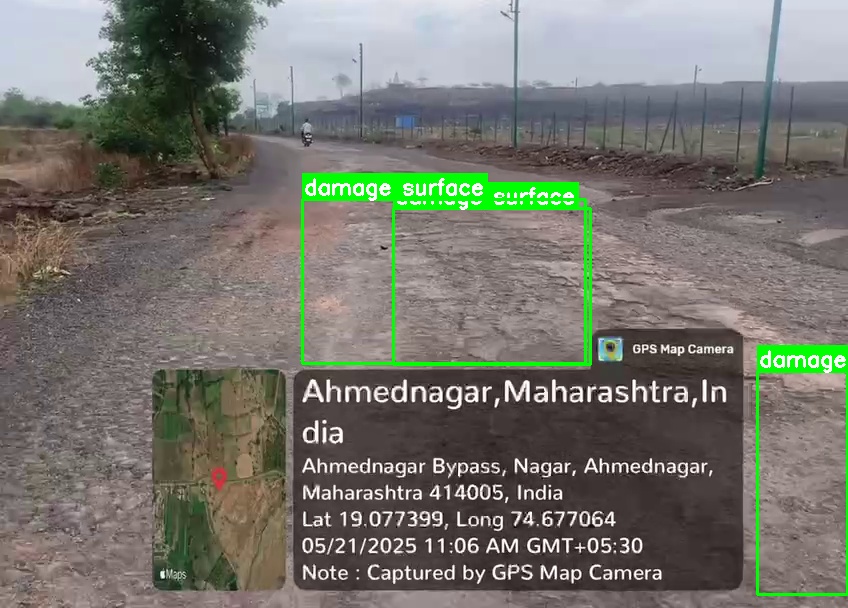 damage surface
damage surface
damage
GPS Map Camera
Ahmednagar,Maharashtra,In
dia
Ahmednagar Bypass, Nagar, Ahmednagar,
Maharashtra 414005, India
Lat 19.077399, Long 74.677064
05/21/2025 11:06 AM GMT+05:30
Note : Captured by GPS Map Camera
Maps